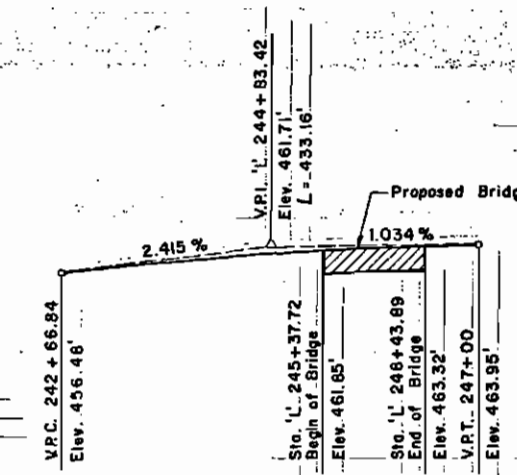 V.P.I. 'L' 244+83.42
Elev. 461.71'
L = 433.16'
Proposed
2.415 %
1.034 %
V.P.C. 242 + 66.84
Elev. 456.48'
Sta. 'L' 245+37.72
Begin of Bridge
Elev. 461.85'
Sta. 'L' 246+43.89
End of Bridge
Elev. 463.32'
V.P.T. 247+00
Elev. 463.95'